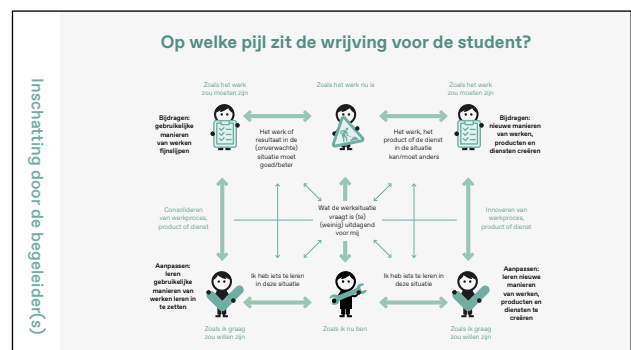 Op welke pijl zit de wrijving voor de student?
Inschatting door de begeleider(s)
Zoals het werk
zou moeten zijn
Zoals het werk nu is
Zoals het werk
zou moeten zijn
Bijdragen:
gebruikelijke
manieren
van werken
fijnslijpen
Het werk of
resultaat in de
(onverwachte)
situatie moet
goed/beter
Het werk, het
product of de dienst
in de situatie
kan/moet anders
Bijdragen:
nieuwe manieren
van werken,
producten en
diensten creëren
Consolideren
van werkproces,
product of dienst
Wat de werksituatie
vraagt is (te)
(weinig) uitdagend
voor mij
Innoveren van
werkproces,
product of dienst
Aanpassen:
leren
gebruikelijke
manieren van
werken leren in
te zetten
Ik heb iets te leren
in deze situatie
Ik heb iets te leren in
deze situatie
Aanpassen:
leren nieuwe
manieren
van werken,
producten en
diensten te
creëren
Zoals ik graag
zou willen zijn
Zoals ik nu ben
Zoals ik graag
zou willen zijn